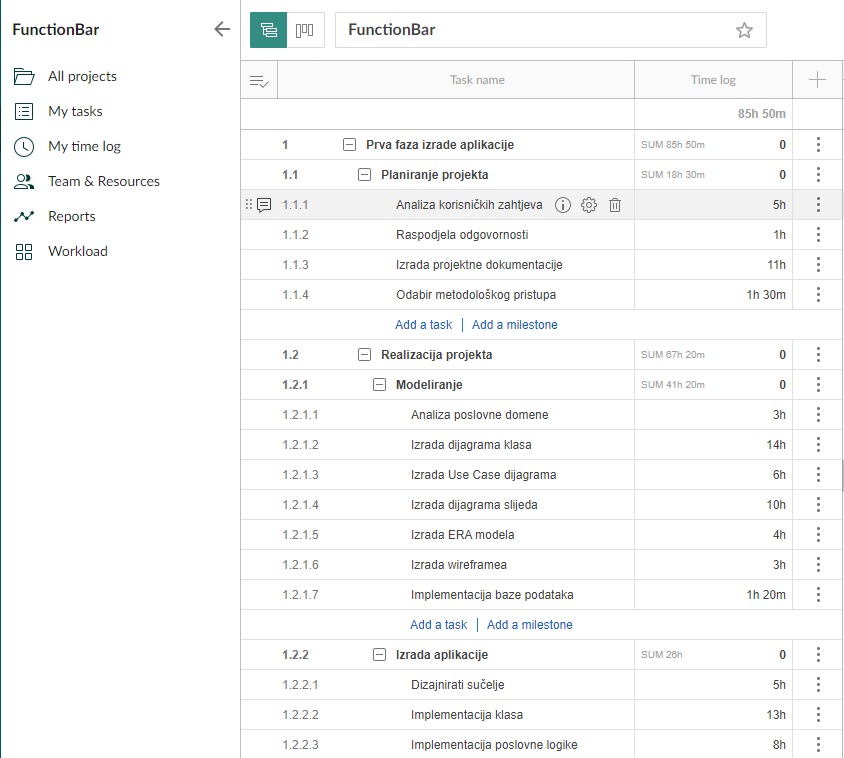 FunctionBar
All projects
My tasks
My time log
Team & Resources
Reports
Workload
FunctionBar
Task name Time log
85h 50m
1 Prva faza izrade aplikacije SUM 85h 50m 0
1.1 Planiranje projekta SUM 18h 30m 0
1.1.1 Analiza korisničkih zahtjeva 5h
1.1.2 Raspodjela odgovornosti 1h
1.1.3 Izrada projektne dokumentacije 11h
1.1.4 Odabir metodološkog pristupa 1h 30m
Add a task | Add a milestone
1.2 Realizacija projekta SUM 67h 20m 0
1.2.1 Modeliranje SUM 41h 20m 0
1.2.1.1 Analiza poslovne domene 3h
1.2.1.2 Izrada dijagrama klasa 14h
1.2.1.3 Izrada Use Case dijagrama 6h
1.2.1.4 Izrada dijagrama slijeda 10h
1.2.1.5 Izrada ERA modela 4h
1.2.1.6 Izrada wireframea 3h
1.2.1.7 Implementacija baze podataka 1h 20m
Add a task | Add a milestone
1.2.2 Izrada aplikacije SUM 26h 0
1.2.2.1 Dizajnirati sučelje 5h
1.2.2.2 Implementacija klasa 13h
1.2.2.3 Implementacija poslovne logike 8h